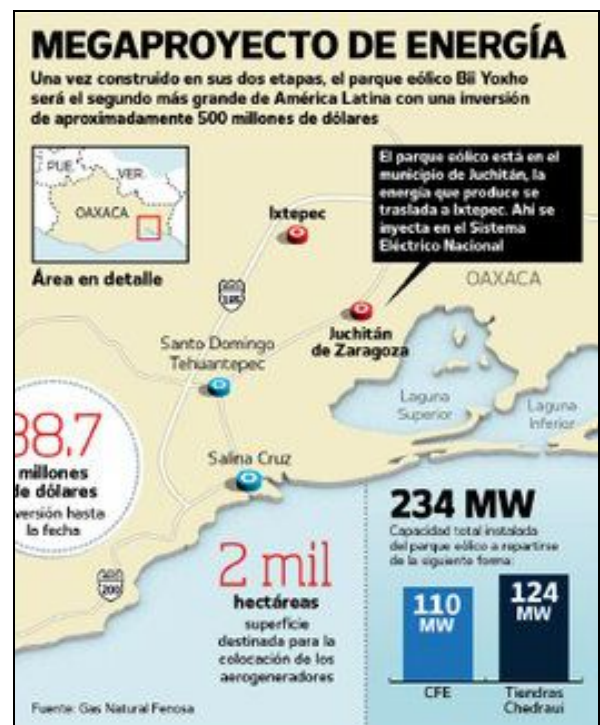 MEGAPROYECTO DE ENERGÍA
Una vez construido en sus dos etapas, el parque eólico Bii Yoxho
será el segundo más grande de América Latina con una inversión
de aproximadamente 500 millones de dólares
PUE.
VER.
OAXACA
Área en detalle
El parque eólico está en el
municipio de Juchitán, la
energía que produce se
traslada a Ixtepec. Ahí se
inyecta en el Sistema
Eléctrico Nacional
Ixtepec
OAXACA
185
Juchitán
de Zaragoza
Santo Domingo
Tehuantepec
Laguna
Superior
Laguna
Inferior
Salina Cruz
38.7
millones
de dólares
versión hasta
la fecha
200
2 mil
hectáreas
superficie
destinada para la
colocación de los
aerogeneradores
234 MW
Capacidad total instalada
del parque eólico a repartirse
de la siguiente forma:
110
MW
124
MW
CFE
Tiendras
Chedraui
Fuente: Gas Natural Fenosa